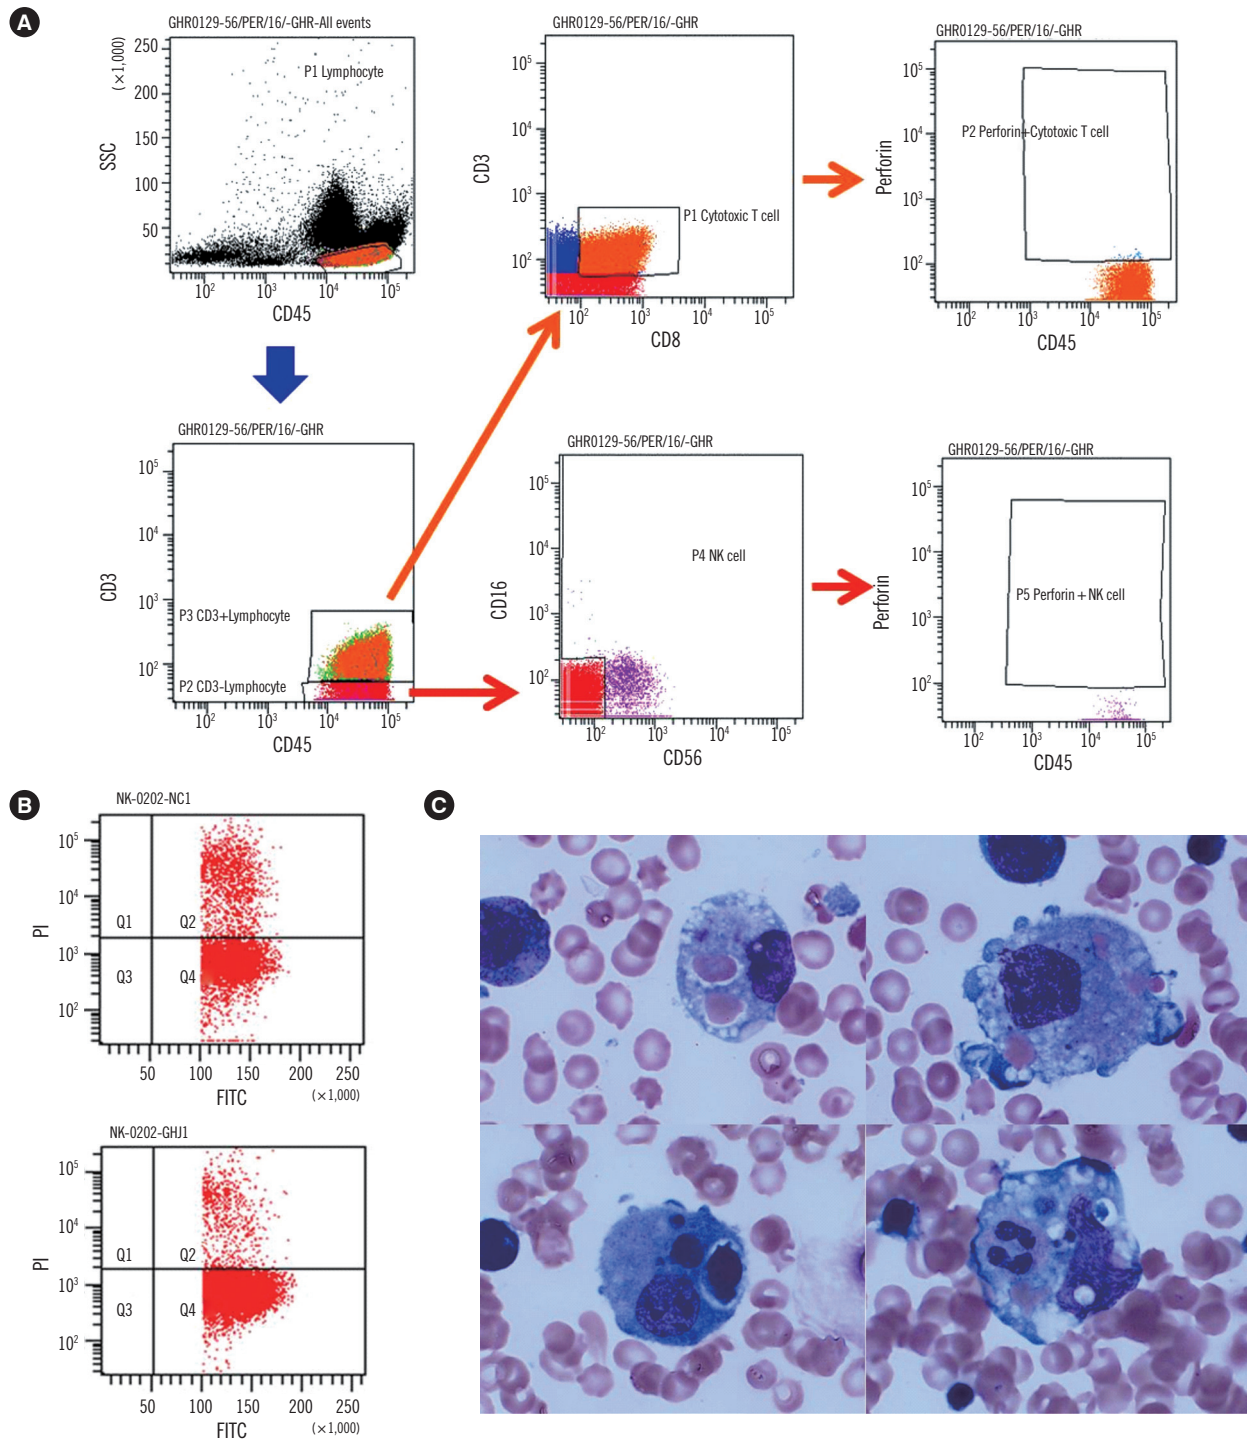 A
GHR0129-56/PER/16/-GHR-All events
(×1,000)
250
200
150
100
50
SSC
P1 Lymphocyte
10² 10³ 10⁴ 10⁵
CD45
GHR0129-56/PER/16/-GHR
10⁵
10⁴
10³
10²
CD3
P1 Cytotoxic T cell
10² 10³ 10⁴ 10⁵
CD8
GHR0129-56/PER/16/-GHR
10⁵
10⁴
10³
10²
Perforin
P2 Perforin+Cytotoxic T cell
10² 10³ 10⁴ 10⁵
CD45
GHR0129-56/PER/16/-GHR
10⁵
10⁴
10³
10²
CD3
P3 CD3+Lymphocyte
P2 CD3-Lymphocyte
10² 10³ 10⁴ 10⁵
CD45
GHR0129-56/PER/16/-GHR
10⁵
10⁴
10³
10²
CD16
P4 NK cell
10² 10³ 10⁴ 10⁵
CD56
GHR0129-56/PER/16/-GHR
10⁵
10⁴
10³
10²
Perforin
P5 Perforin + NK cell
10² 10³ 10⁴ 10⁵
CD45
B
NK-0202-NC1
10⁵
10⁴
10³
10²
PI
Q1 Q2
Q3 Q4
50 100 150 200 250
FITC (×1,000)
NK-0202-GHJ1
10⁵
10⁴
10³
10²
PI
Q1 Q2
Q3 Q4
50 100 150 200 250
FITC (×1,000)
C